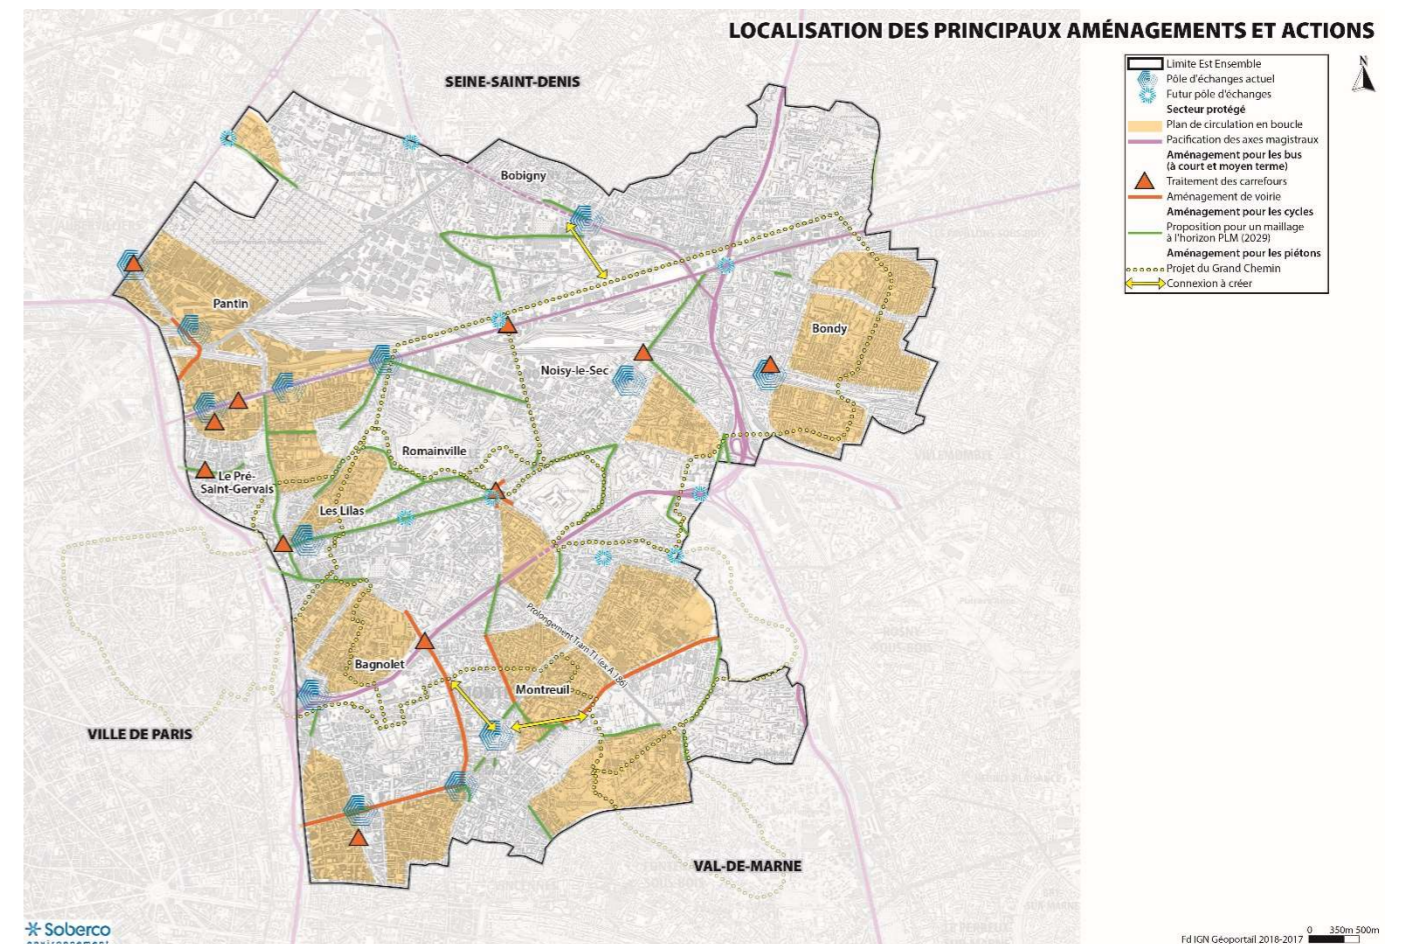 LOCALISATION DES PRINCIPAUX AMÉNAGEMENTS ET ACTIONS
Limite Est Ensemble
Pôle d'échanges actuel
Futur pôle d'échanges
Secteur protégé
Plan de circulation en boucle
Pacification des axes magistraux
Aménagement pour les bus
(à court et moyen terme)
Traitement des carrefours
Aménagement de voirie
Aménagement pour les cycles
Proposition pour un maillage
à l'horizon PLM (2029)
Aménagement pour les piétons
Projet du Grand Chemin
Connexion à créer
N
SEINE-SAINT-DENIS
Bobigny
Pantin
Bondy
Noisy-le-Sec
Romainville
Le Pré-
Saint-Gervais
Les Lilas
Prolongement Tram T1 (ex A 186)
Bagnolet
Montreuil
VILLE DE PARIS
VAL-DE-MARNE
Soberco
environnement
0 350m 500m
Fd IGN Géoportail 2018-2017